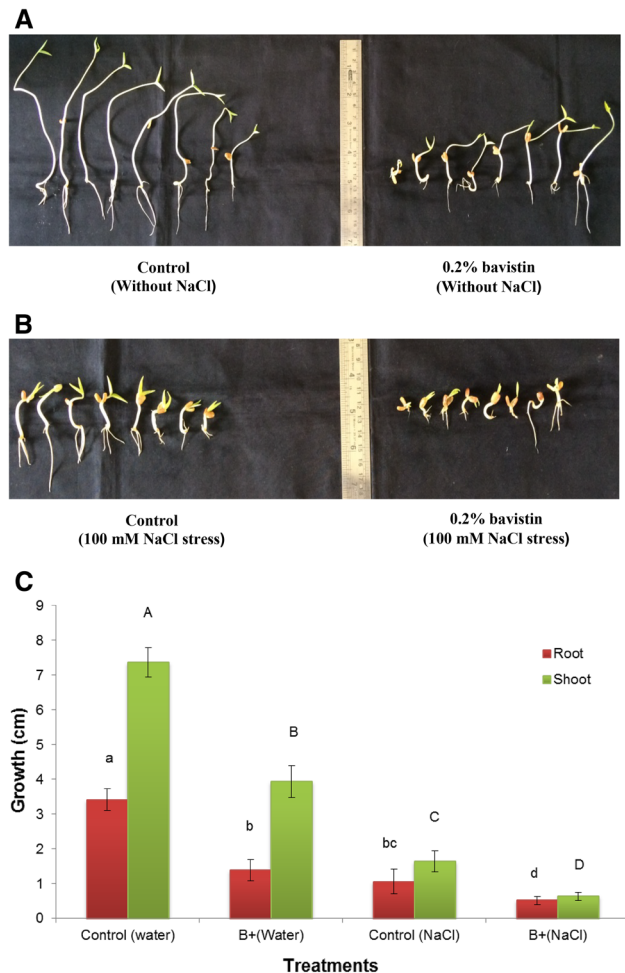 A
Control
(Without NaCl)
0.2% bavistin
(Without NaCl)
B
Control
(100 mM NaCl stress)
0.2% bavistin
(100 mM NaCl stress)
C
9
8
7
6
5
4
3
2
1
0
Growth (cm)
a
A
b
B
bc
C
d
D
Root
Shoot
Control (water)
B+(Water)
Control (NaCl)
B+(NaCl)
Treatments